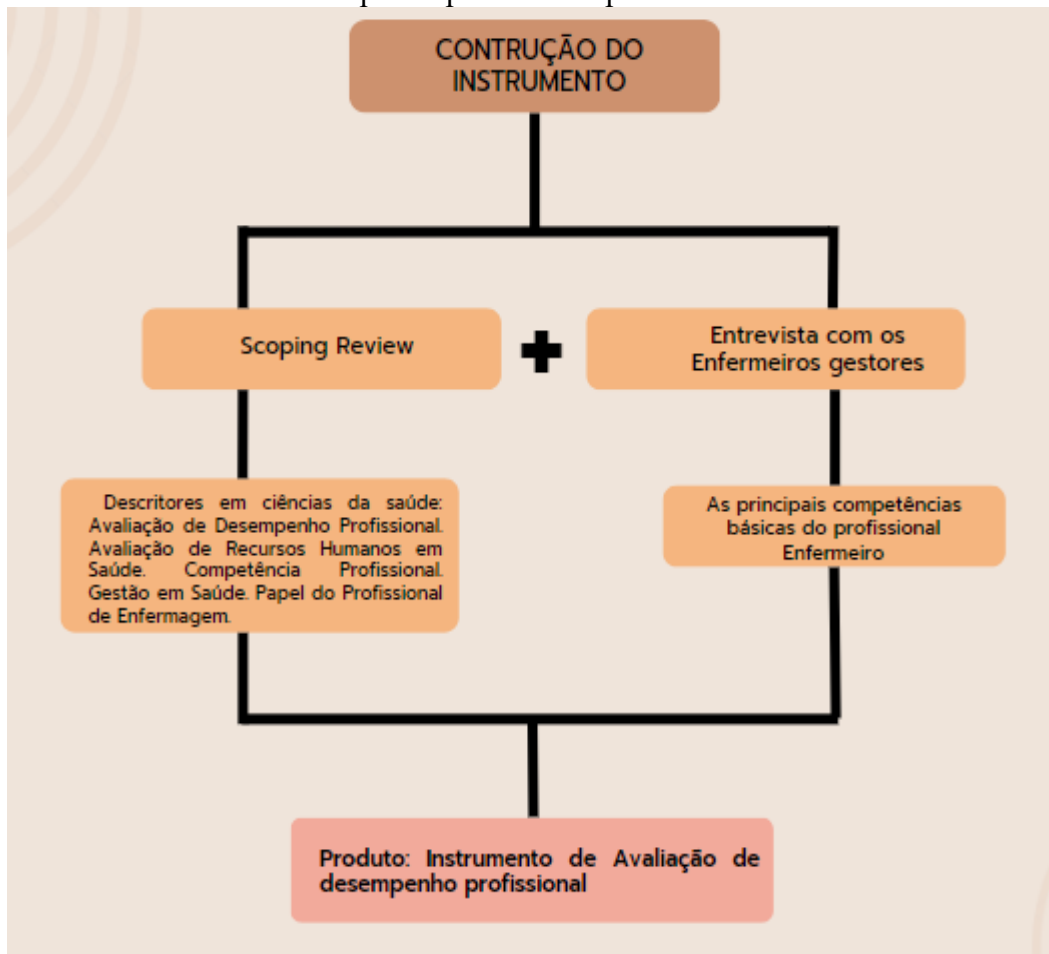 CONTRUÇÃO DO
INSTRUMENTO
Scoping Review
Entrevista com os
Enfermeiros gestores
Descritores em ciências da saúde:
Avaliação de Desempenho Profissional.
Avaliação de Recursos Humanos em
Saúde. Competência Profissional.
Gestão em Saúde. Papel do Profissional
de Enfermagem.
As principais competências
básicas do profissional
Enfermeiro
Produto: Instrumento de Avaliação de
desempenho profissional